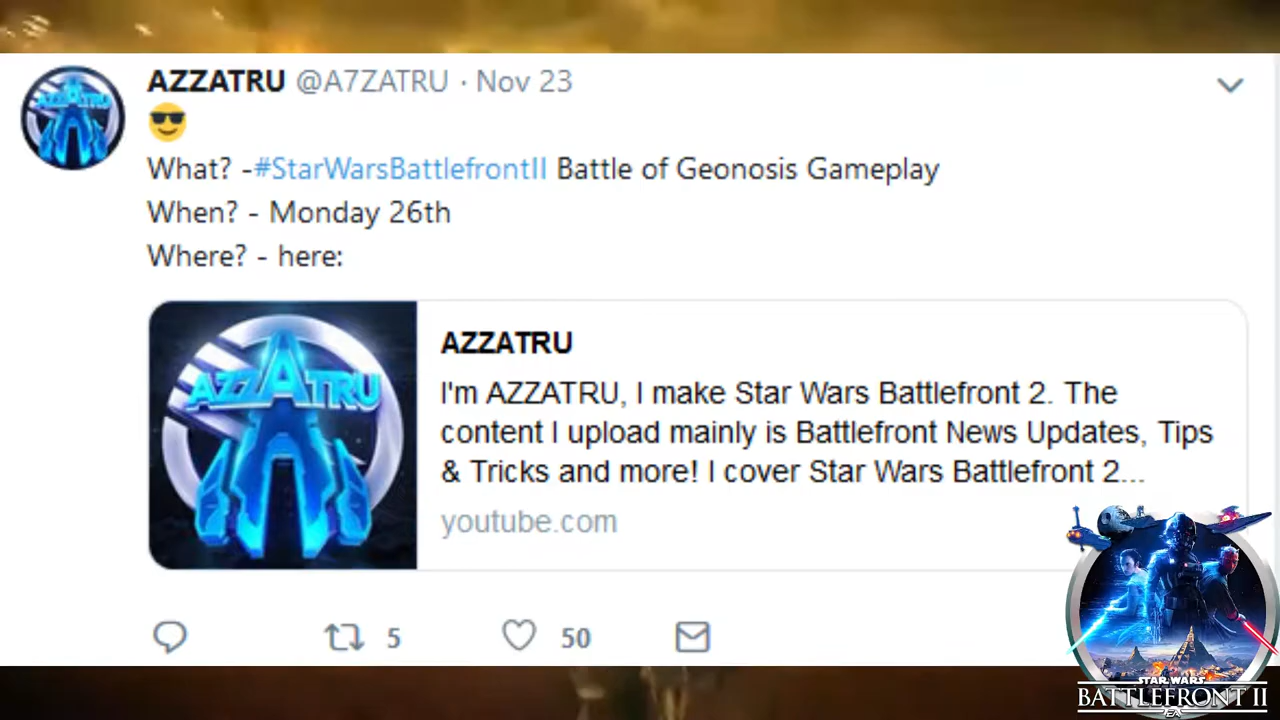 AZZATRU @A7ZATRU · Nov 23
What? -#StarWarsBattlefrontII Battle of Geonosis Gameplay
When? - Monday 26th
Where? - here:
AZZATRU
AZZATRU
I'm AZZATRU, I make Star Wars Battlefront 2. The
content I upload mainly is Battlefront News Updates, Tips
& Tricks and more! I cover Star Wars Battlefront 2...
youtube.com
5 50
STAR WARS
BATTLEFRONT II
EA